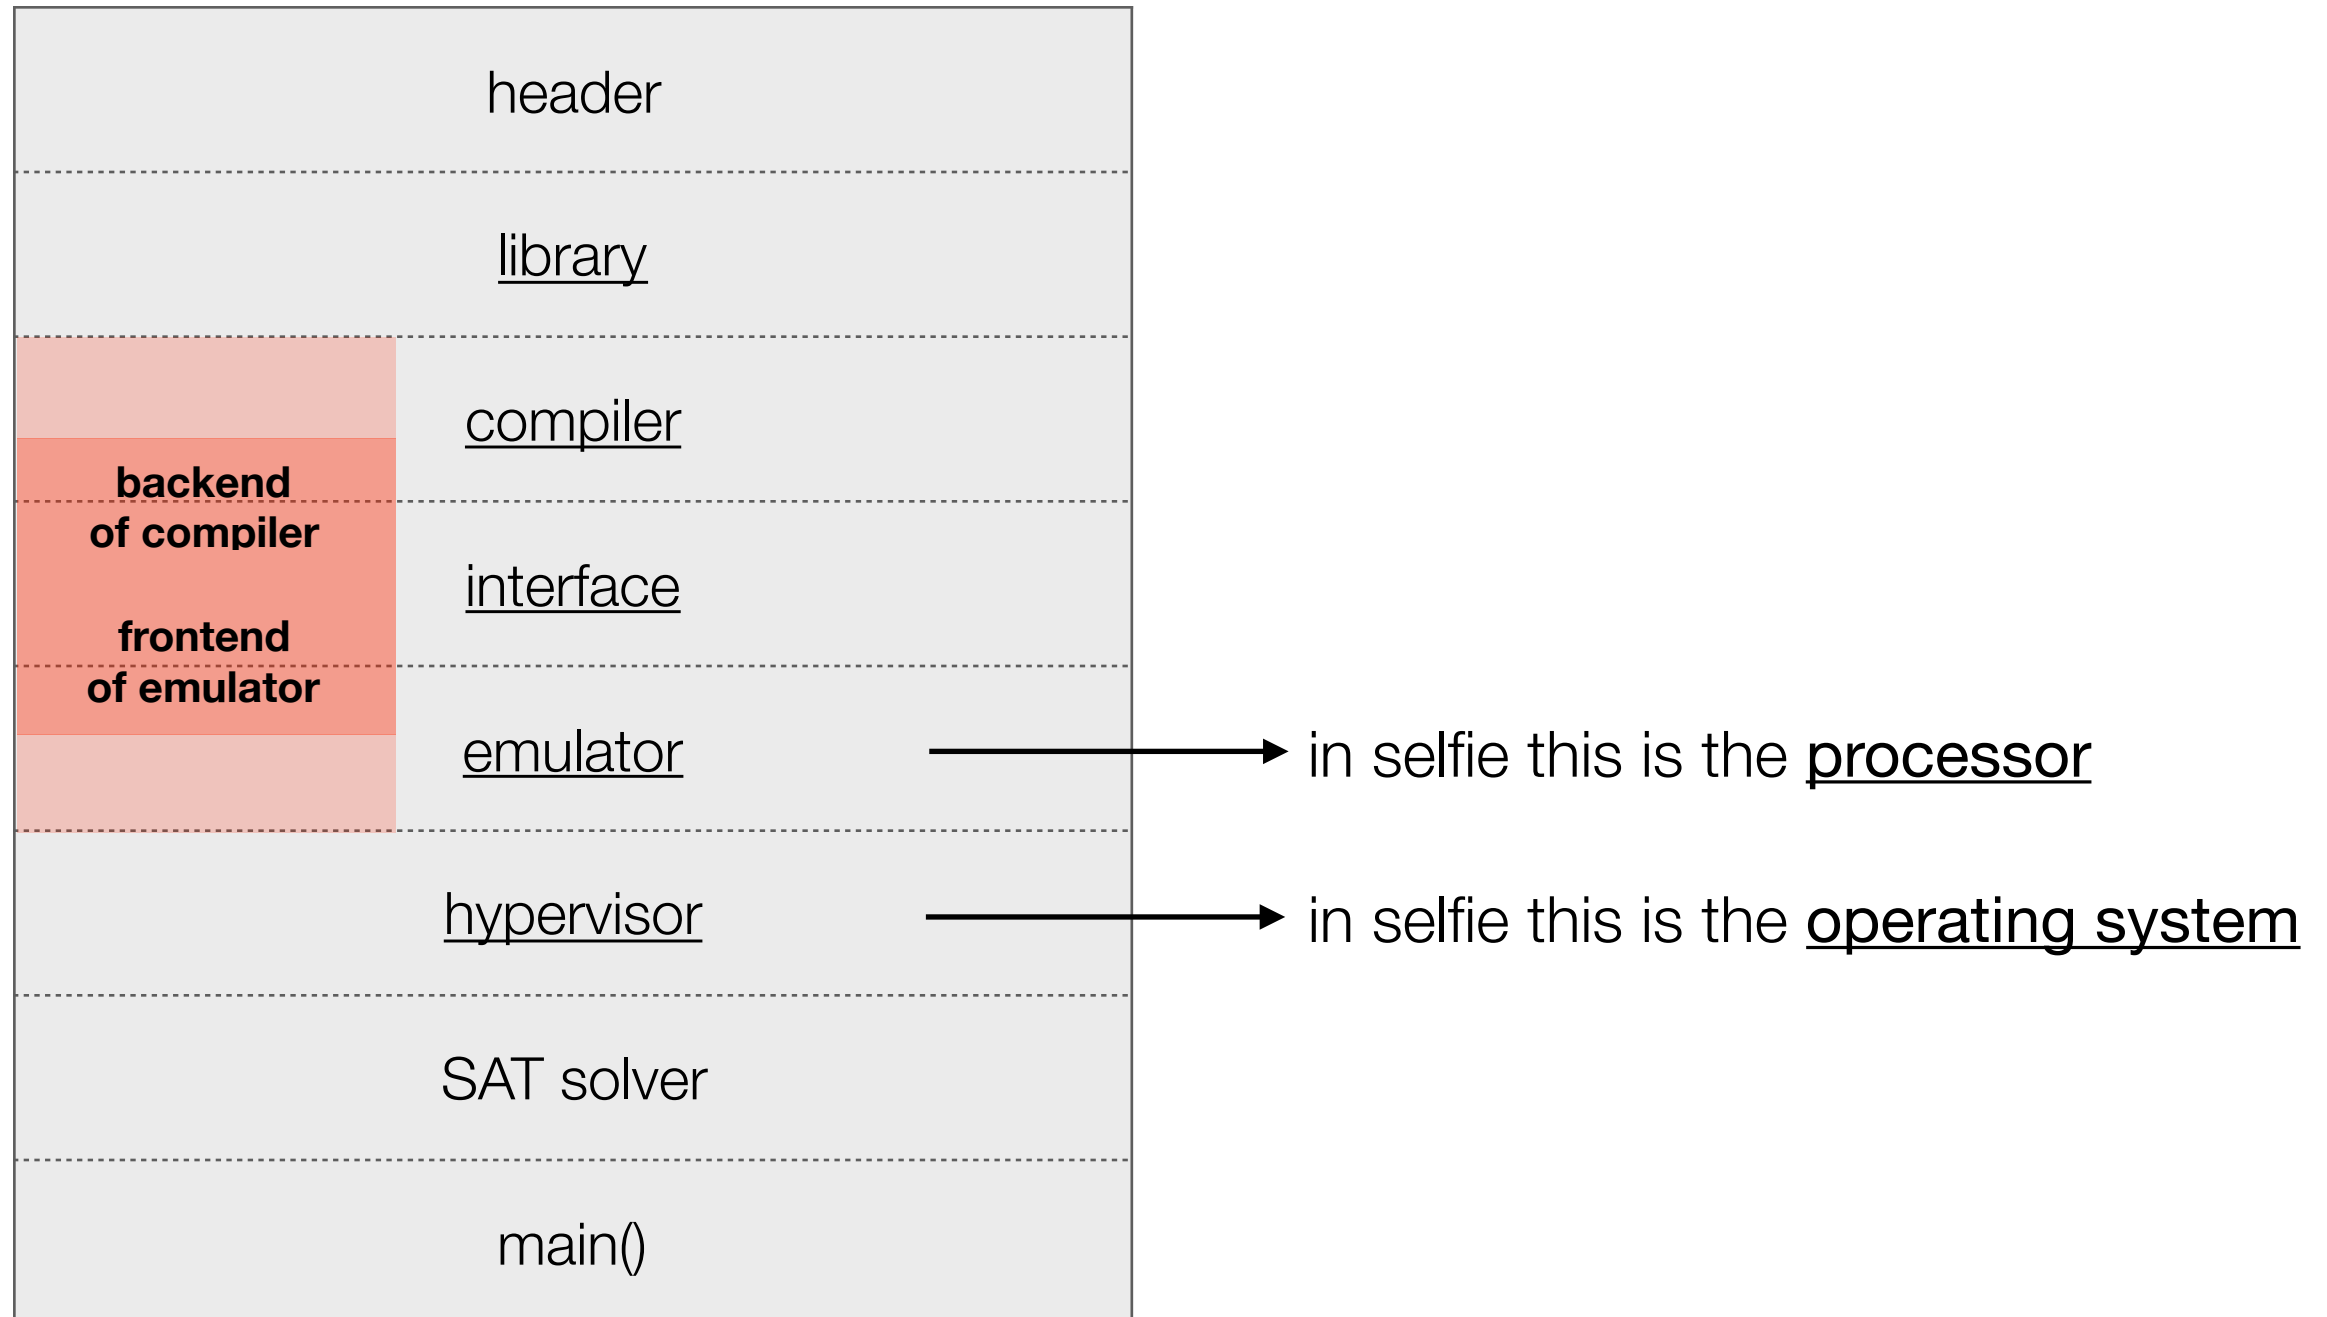 header
library
compiler
backend
of compiler
interface
frontend
of emulator
emulator
in selfie this is the processor
hypervisor
in selfie this is the operating system
SAT solver
main()